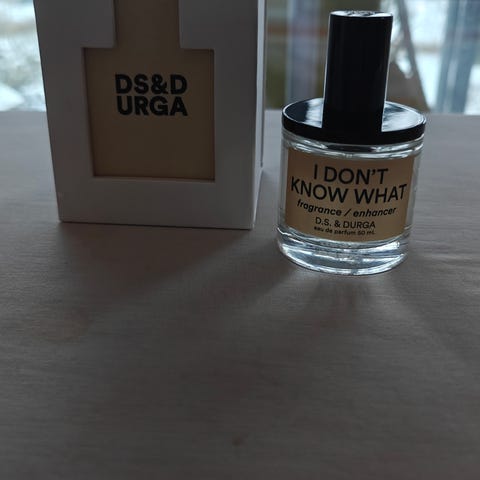 DS&D
URGA
I DON'T
KNOW WHAT
fragrance / enhancer
D.S. & DURGA
eau de parfum 50 mL